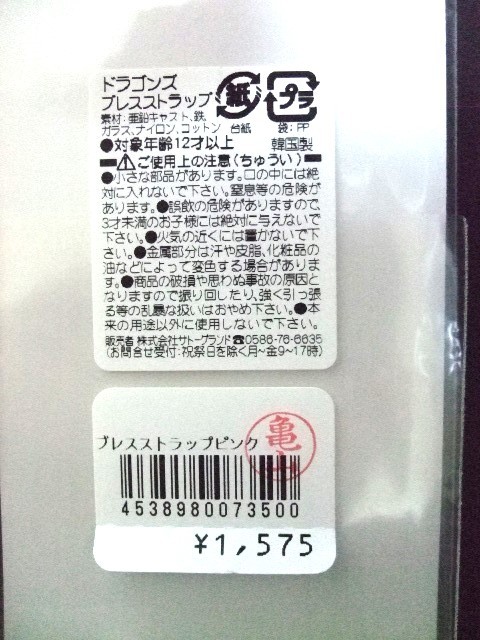 ドラゴンズ
ブレスストラップ 紙 プラ
素材:亜鉛キャスト、鉄、
ガラス、ナイロン、コットン 台紙 袋:PP
●対象年齢12才以上 韓国製
ご使用上の注意(ちゅうい)
●小さな部品があります。口の中には絶
対に入れないで下さい。窒息等の危険が
あります。●誤飲の危険がありますので、
3才未満のお子様には絶対に与えないで
下さい。●火気の近くには置かないで下
さい。●金属部分は汗や皮脂、化粧品の
油などによって変色する場合がありま
す。●商品の破損や思わぬ事故の原因と
なりますので振り回したり、強く引っ張
る等の乱暴な扱いはおやめ下さい。●本
来の用途以外に使用しないで下さい。
販売者 株式会社サトーグランド ☎0586-76-6635
(お問合せ受付:祝祭日を除く月~金9~17時)
亀山
ブレスストラップピンク
4538980073500
¥1,575